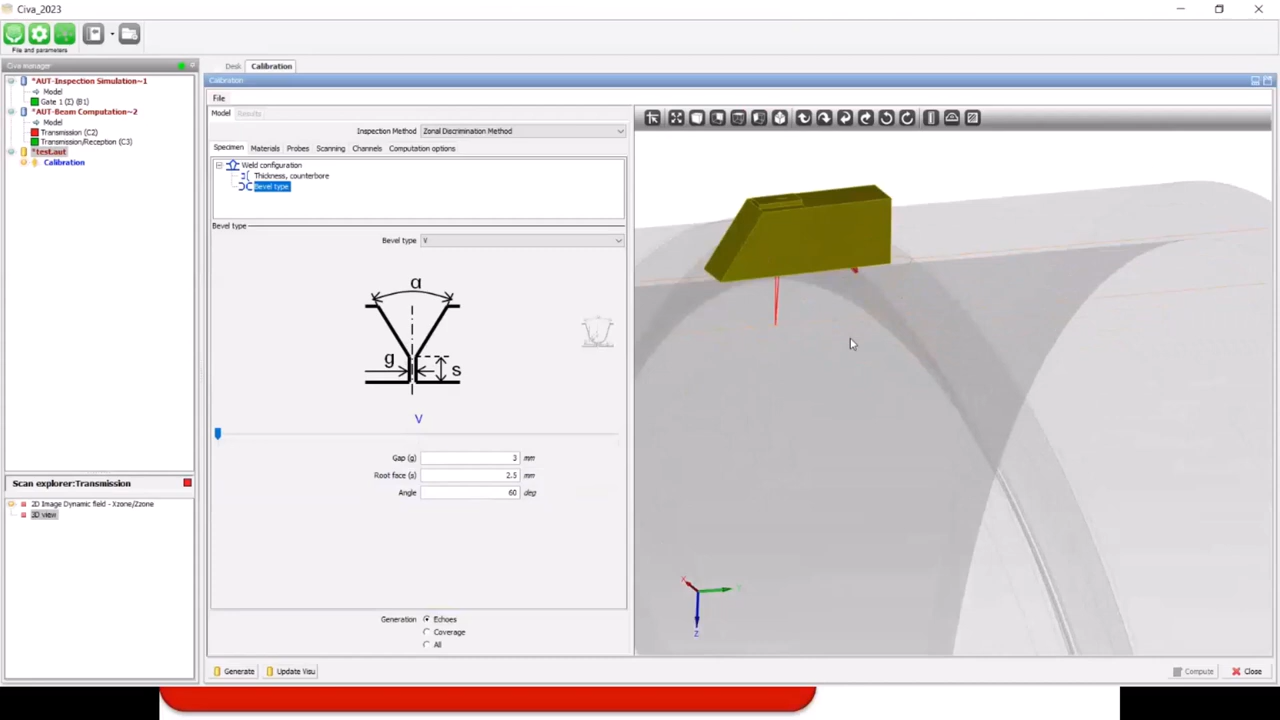 Civa_2023
File and parameters
Civa manager
*AUT-Inspection Simulation~1
Model
Gate 1 (I) (B1)
*AUT-Beam Computation~2
Model
Transmission (C2)
Transmission/Reception (C3)
*test.aut
Calibration
Scan explorer:Transmission
2D Image Dynamic field - Xzone/Zzone
3D view
Desk
Calibration
Calibration
File
Model
Results
Inspection Method
Zonal Discrimination Method
Specimen
Materials
Probes
Scanning
Channels
Computation options
Weld configuration
Thickness, counterbore
Bevel type
Bevel type
Bevel type
V
α
g
s
V
Gap (g)
3
mm
Root face (s)
2.5
mm
Angle
60
deg
Generation
Echoes
Coverage
All
Generate
Update Visu
X
Y
Z
Compute
Close